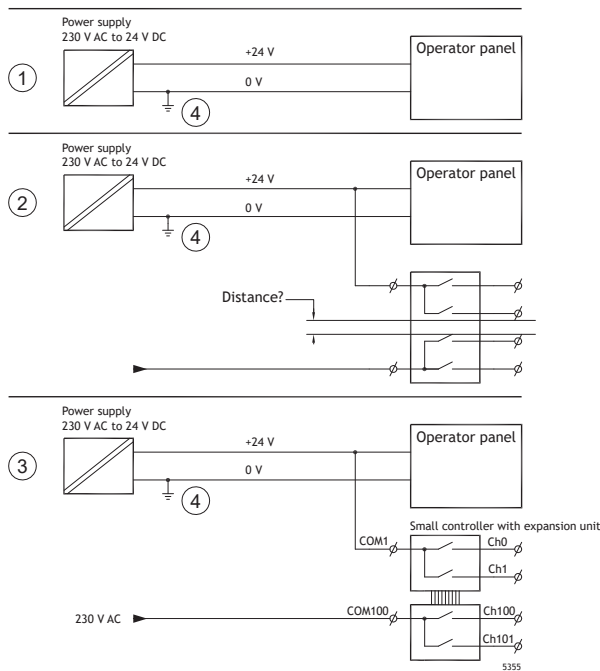 Power supply
230 V AC to 24 V DC
+24 V
Operator panel
1
0 V
4
Power supply
230 V AC to 24 V DC
+24 V
Operator panel
2
0 V
4
Distance?
Power supply
230 V AC to 24 V DC
+24 V
Operator panel
3
0 V
4
Small controller with expansion unit
COM1
Ch0
Ch1
230 V AC
COM100
Ch100
Ch101
5355